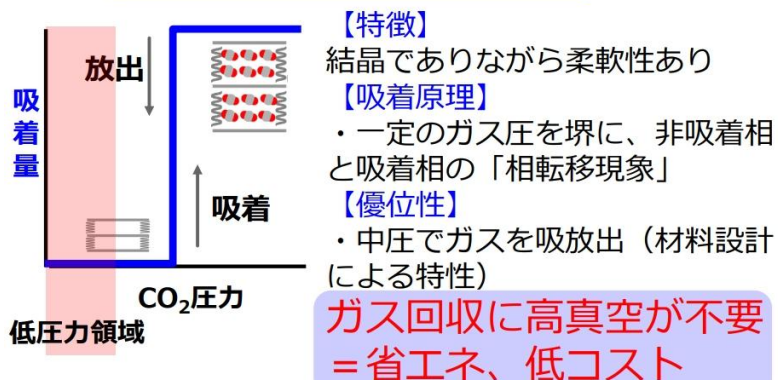 放出
吸着量
吸着
CO₂圧力
低圧力領域
【特徴】
結晶でありながら柔軟性あり
【吸着原理】
・一定のガス圧を堺に、非吸着相
と吸着相の「相転移現象」
【優位性】
・中圧でガスを吸放出（材料設計
による特性）
ガス回収に高真空が不要
＝省エネ、低コスト